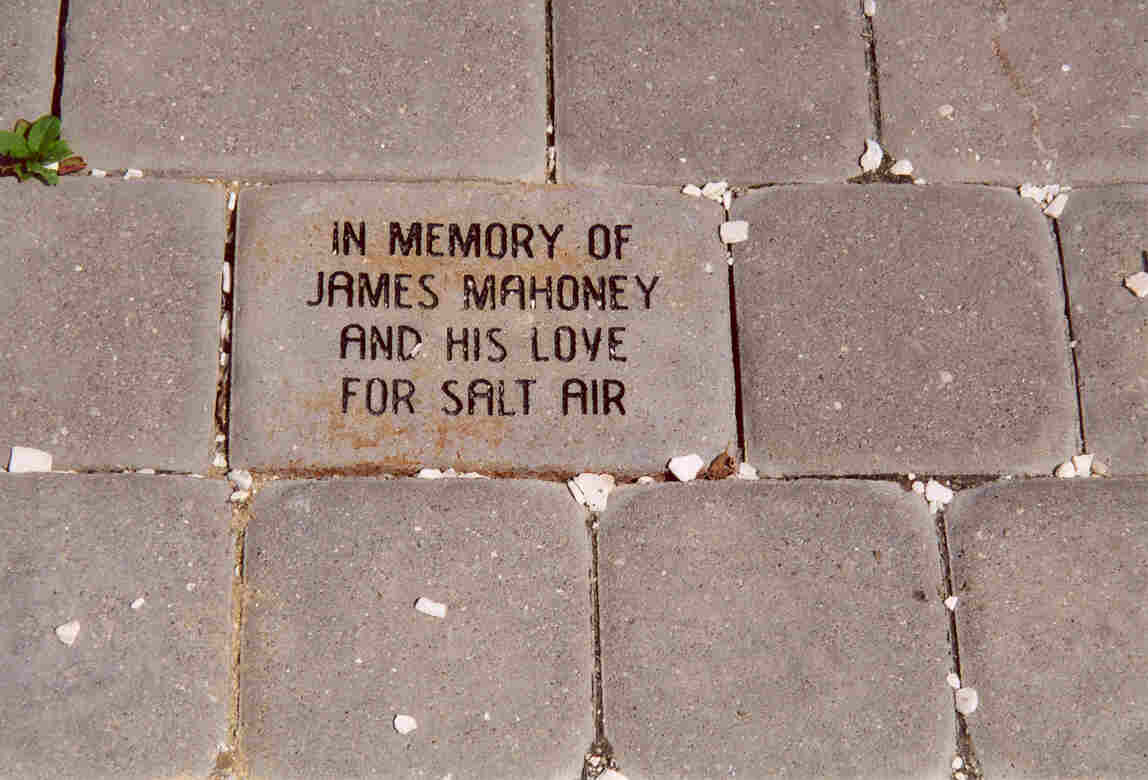 IN MEMORY OF
JAMES MAHONEY
AND HIS LOVE
FOR SALT AIR